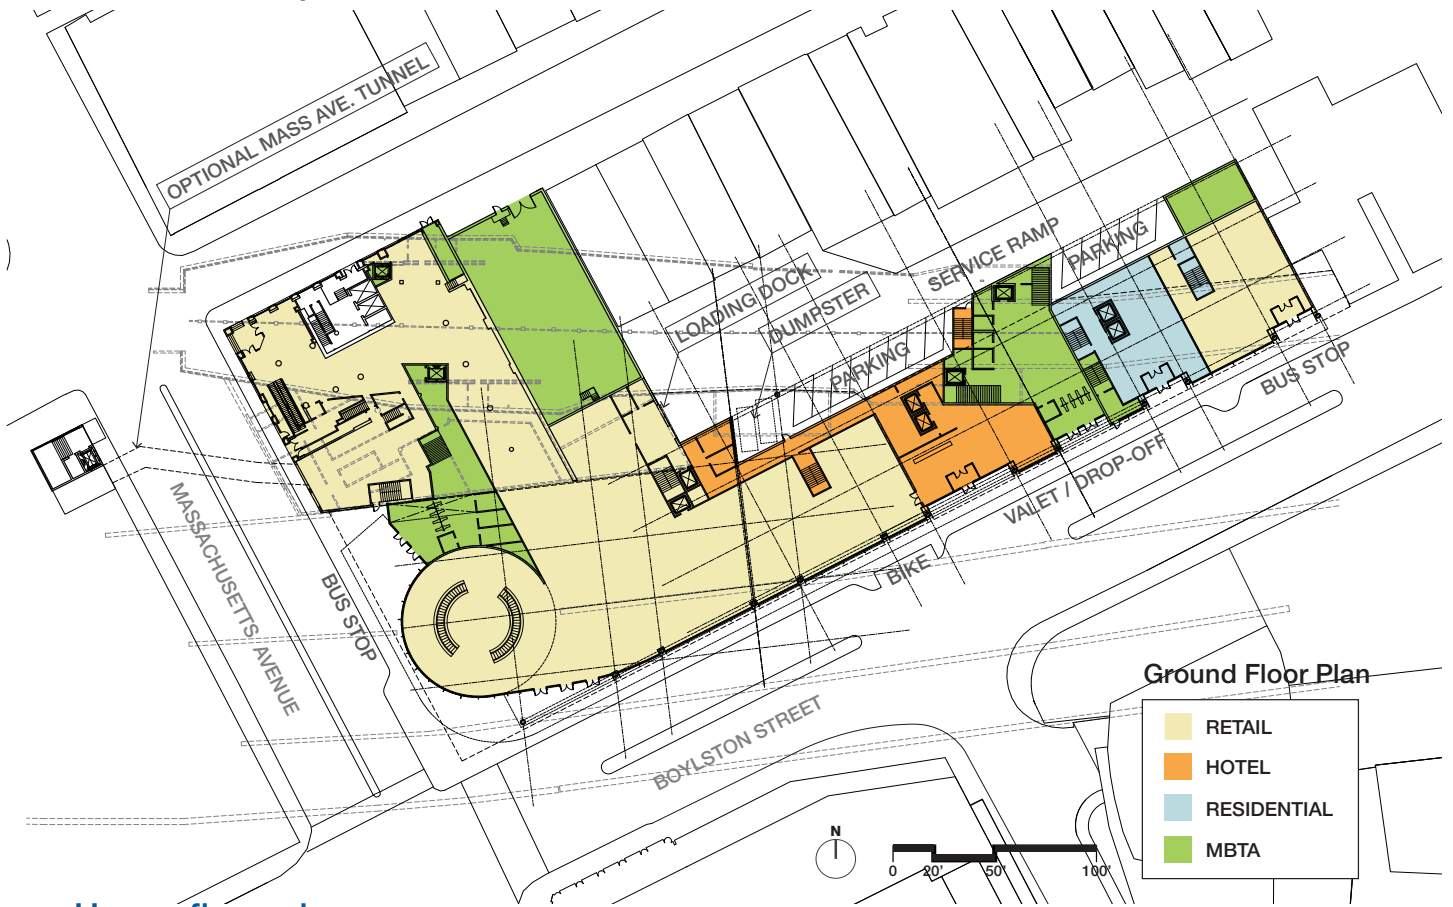 OPTIONAL MASS AVE. TUNNEL
LOADING DOCK
DUMPSTER
SERVICE RAMP
PARKING
PARKING
BUS STOP
VALET / DROP-OFF
BIKE
MASSACHUSETTS AVENUE
BUS STOP
BOYLSTON STREET
Ground Floor Plan
RETAIL
HOTEL
RESIDENTIAL
MBTA
N
0 20' 50' 100'